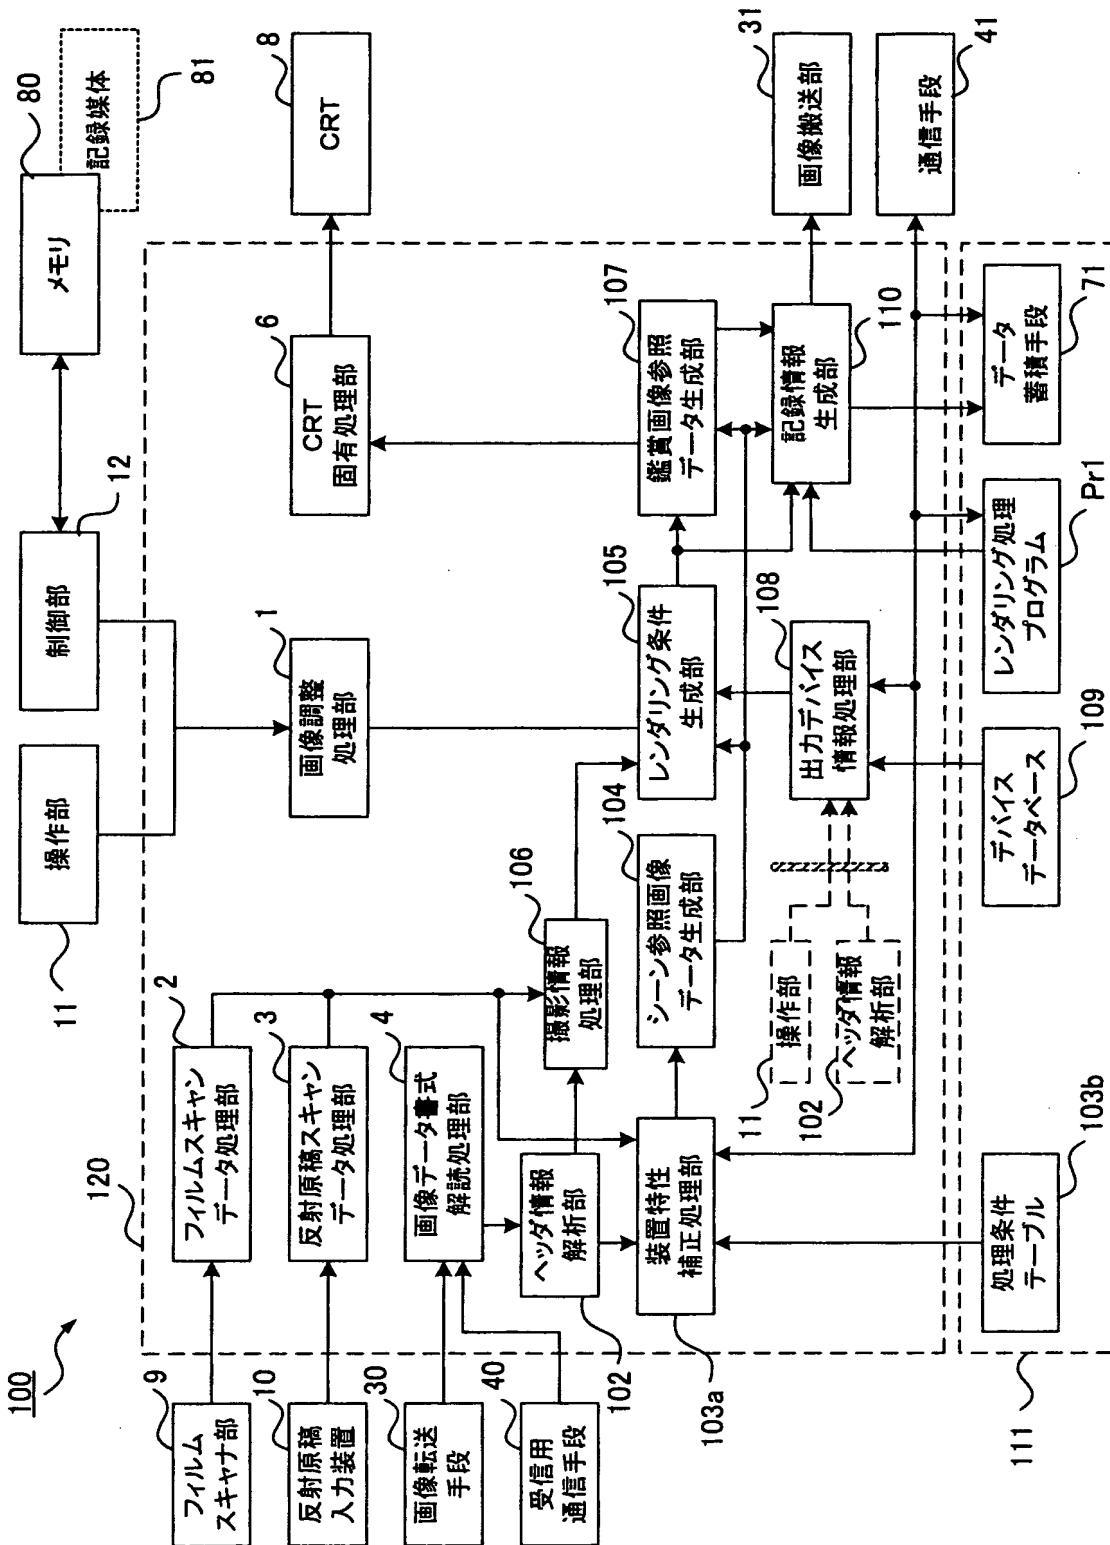 100
120
11
操作部
制御部
12
メモリ
80
記録媒体
81
9
フィルム
スキャナ部
10
反射原稿
入力装置
30
画像転送
手段
40
受信用
通信手段
2
フィルムスキャン
データ処理部
3
反射原稿スキャン
データ処理部
4
画像データ書式
解読処理部
ヘッダ情報
解析部
102
装置特性
補正処理部
103a
106
撮影情報
処理部
104
シーン参照画像
データ生成部
1
画像調整
処理部
105
レンダリング条件
生成部
6
CRT
固有処理部
8
CRT
107
鑑賞画像参照
データ生成部
108
出力デバイス
情報処理部
11
操作部
102
ヘッダ情報
解析部
記録情報
生成部
110
31
画像搬送部
41
通信手段
111
処理条件
テーブル
103b
デバイス
データベース
109
レンダリング処理
プログラム
Pr1
データ
蓄積手段
71